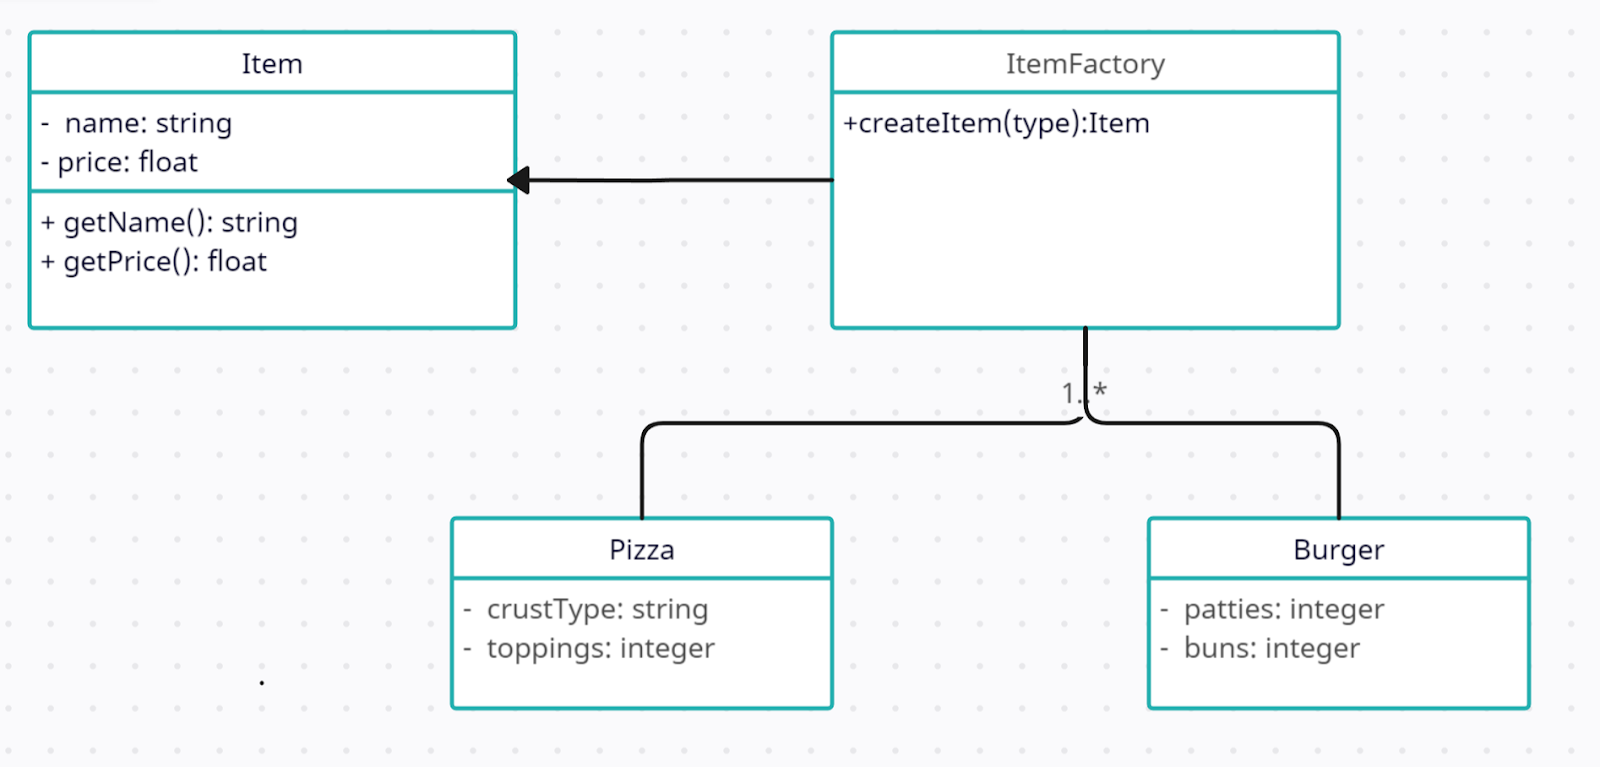 Item
- name: string
- price: float
+ getName(): string
+ getPrice(): float
ItemFactory
+createItem(type):Item
1..*
Pizza
- crustType: string
- toppings: integer
Burger
- patties: integer
- buns: integer